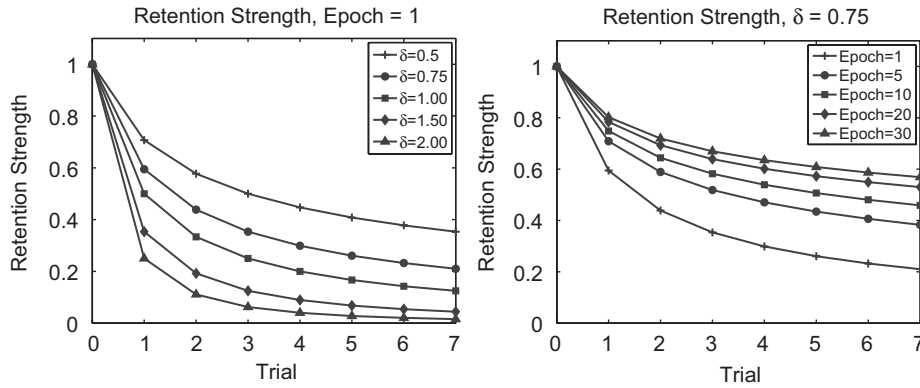 Retention Strength, Epoch = 1
Retention Strength
1
0.8
0.6
0.4
0.2
0
0 1 2 3 4 5 6 7
Trial
δ=0.5
δ=0.75
δ=1.00
δ=1.50
δ=2.00
Retention Strength, δ = 0.75
Retention Strength
1
0.8
0.6
0.4
0.2
0
0 1 2 3 4 5 6 7
Trial
Epoch=1
Epoch=5
Epoch=10
Epoch=20
Epoch=30